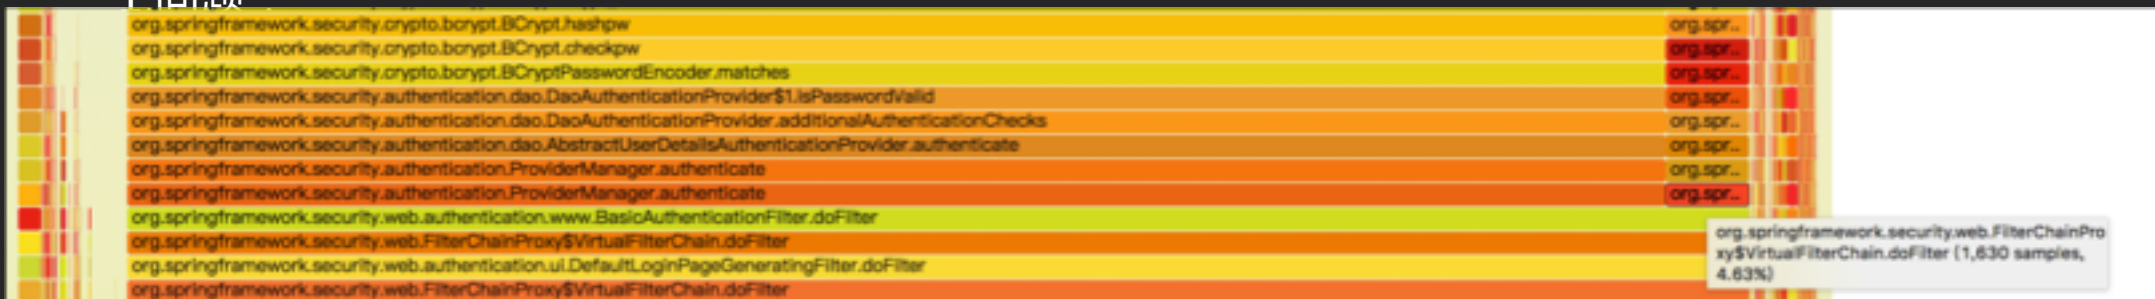 org.springframework.security.crypto.bcrypt.BCrypt.hashpw org.spr..
org.springframework.security.crypto.bcrypt.BCrypt.checkpw org.spr..
org.springframework.security.crypto.bcrypt.BCryptPasswordEncoder.matches org.spr..
org.springframework.security.authentication.dao.DaoAuthenticationProvider$1.isPasswordValid org.spr..
org.springframework.security.authentication.dao.DaoAuthenticationProvider.additionalAuthenticationChecks org.spr..
org.springframework.security.authentication.dao.AbstractUserDetailsAuthenticationProvider.authenticate org.spr..
org.springframework.security.authentication.ProviderManager.authenticate org.spr..
org.springframework.security.authentication.ProviderManager.authenticate org.spr..
org.springframework.security.web.authentication.www.BasicAuthenticationFilter.doFilter
org.springframework.security.web.FilterChainProxy$VirtualFilterChain.doFilter
org.springframework.security.web.authentication.ui.DefaultLoginPageGeneratingFilter.doFilter
org.springframework.security.web.FilterChainProxy$VirtualFilterChain.doFilter
org.springframework.security.web.FilterChainPro
xy$VirtualFilterChain.doFilter (1,630 samples,
4.63%)